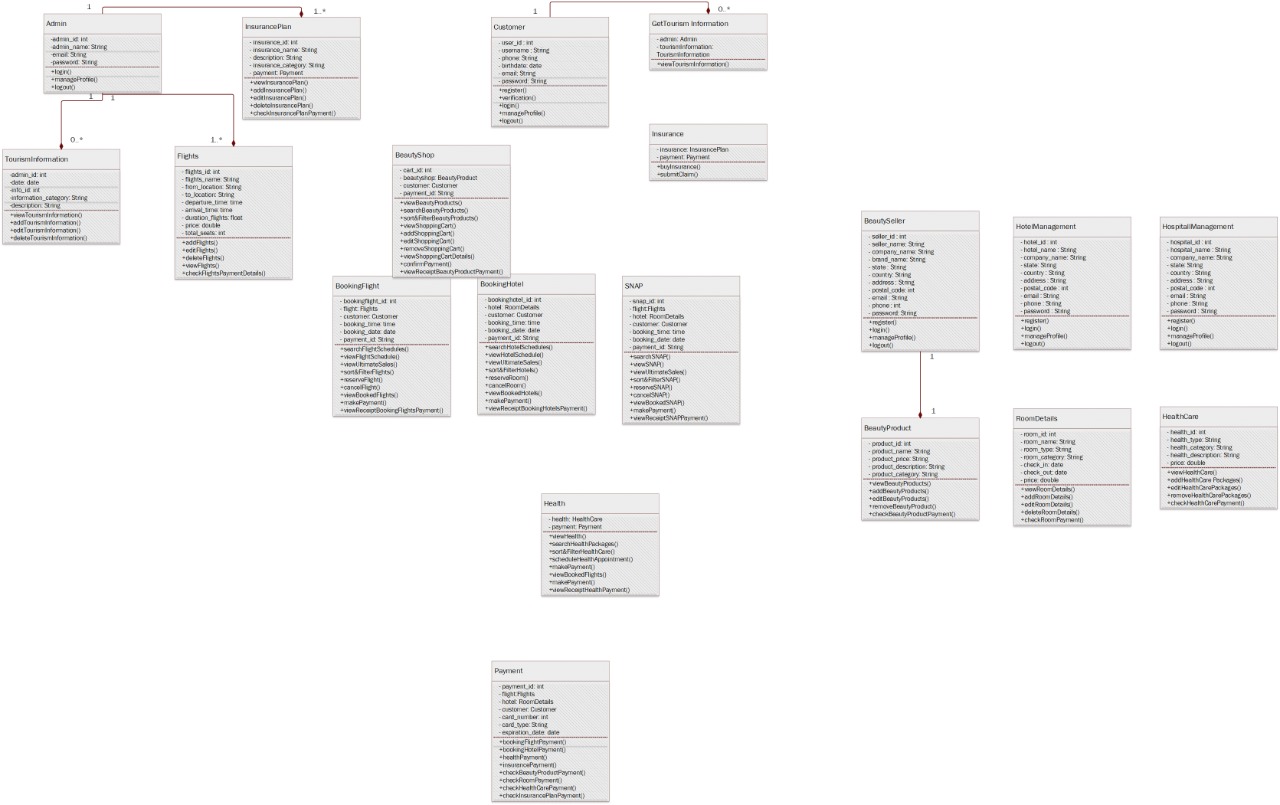 1
1..*
Admin
-admin_id: int
-admin_name: String
-email: String
-password: String
+login()
+manageProfile()
+logout()
1
1
InsurancePlan
- insurance_id: int
- insurance_name: String
- description: String
- insurance_category: String
- payment: Payment
+viewInsurancePlan()
+addInsurancePlan()
+editInsurancePlan()
+deleteInsurancePlan()
+checkInsurancePlanPayment()
1
0..*
Customer
- user_id : int
- username : String
- phone: String
- birthdate: date
- email: String
- password: String
+register()
+verification()
+login()
+manageProfile()
+logout()
GetTourism Information
- admin: Admin
- tourismInformation:
TourismInformation
+viewTourismInformation()
Insurance
- insurance: InsurancePlan
- payment: Payment
+buyInsurance()
+submitClaim()
0..*
1..*
TourismInformation
-admin_id: int
-date: date
-info_id: int
-information_category: String
-description: String
+viewTourismInformation()
+addTourismInformation()
+editTourismInformation()
+deleteTourismInformation()
Flights
- flights_id: int
- flights_name: String
- from_location: String
- to_location: String
- departure_time: time
- arrival_time: time
- duration_flights: float
- price: double
- total_seats: int
+addFlights()
+editFlights()
+deleteFlights()
+viewFlights()
+checkFlightsPaymentDetails()
BeautyShop
- cart_id: int
- beautyshop: BeautyProduct
- customer: Customer
- payment_id: String
+viewBeautyProducts()
+searchBeautyProducts()
+sort&FilterBeautyProducts()
+viewShoppingCart()
+addShoppingCart()
+editShoppingCart()
+removeShoppingCart()
+viewShoppingCartDetails()
+confirmPayment()
+viewReceiptBeautyProductPayment()
BookingFlight
- bookingflight_id: int
- flight: Flights
- customer: Customer
- booking_time: time
- booking_date: date
- payment_id: String
+searchFlightSchedules()
+viewFlightSchedule()
+viewUltimateSales()
+sort&FilterFlights()
+reserveFlight()
+cancelFlight()
+viewBookedFlights()
+makePayment()
+viewReceiptBookingFlightsPayment()
BookingHotel
- bookinghotel_id: int
- hotel: RoomDetails
- customer: Customer
- booking_time: time
- booking_date: date
- payment_id: String
+searchHotelSchedules()
+viewHotelSchedule()
+viewUltimateSales()
+sort&FilterHotels()
+reserveRoom()
+cancelRoom()
+viewBookedHotels()
+makePayment()
+viewReceiptBookingHotelsPayment()
SNAP
- snap_id: int
- flight:Flights
- hotel: RoomDetails
- customer: Customer
- booking_time: time
- booking_date: date
- payment_id: String
+searchSNAP()
+viewSNAP()
+viewUltimateSales()
+sort&FilterSNAP()
+reserveSNAP()
+cancelSNAP()
+viewBookedSNAP()
+makePayment()
+viewReceiptSNAPPayment()
BeautySeller
- seller_id : int
- seller_name: String
- company_name: String
- brand_name: String
- state : String
- country: String
- address : String
- postal_code: int
- email : String
- phone : int
- password: String
+register()
+login()
+manageProfile()
+logout()
HotelManagement
- hotel_id : int
- hotel_name : String
- company_name: String
- state: String
- country : String
- address : String
- postal_code : int
- email : String
- phone : String
- password : String
+register()
+login()
+manageProfile()
+logout()
HospitalManagement
- hospital_id : int
- hospital_name : String
- company_name : String
- state: String
- country : String
- address : String
- postal_code : int
- email : String
- phone : String
- password : String
+register()
+login()
+manageProfile()
+logout()
1
1
BeautyProduct
- product_id: int
- product_name: String
- product_price: String
- product_description: String
- product_category: String
+viewBeautyProducts()
+addBeautyProducts()
+editBeautyProducts()
+removeBeautyProduct()
+checkBeautyProductPayment()
RoomDetails
- room_id: int
- room_name: String
- room_type: String
- room_category: String
- check_in: date
- check_out: date
- price: double
+viewRoomDetails()
+addRoomDetails()
+editRoomDetails()
+deleteRoomDetails()
+checkRoomPayment()
HealthCare
- health_id: int
- health_type: String
- health_category: String
- health_description: String
- price: double
+viewHealthCare()
+addHealthCare Packages()
+editHealthCarePackages()
+removeHealthCarePackages()
+checkHealthCarePayment()
Health
- health: HealthCare
- payment: Payment
+viewHealth()
+searchHealthPackages()
+sort&FilterHealthCare()
+scheduleHealthAppointment()
+makePayment()
+viewBookedFlights()
+makePayment()
+viewReceiptHealthPayment()
Payment
- payment_id: int
- flight:Flights
- hotel: RoomDetails
- customer: Customer
- card_number: int
- card_type: String
- expiration_date: date
+bookingFlightPayment()
+bookingHotelPayment()
+healthPayment()
+insurancePayment()
+checkBeautyProductPayment()
+checkRoomPayment()
+checkHealthCarePayment()
+checkInsurancePlanPayment()